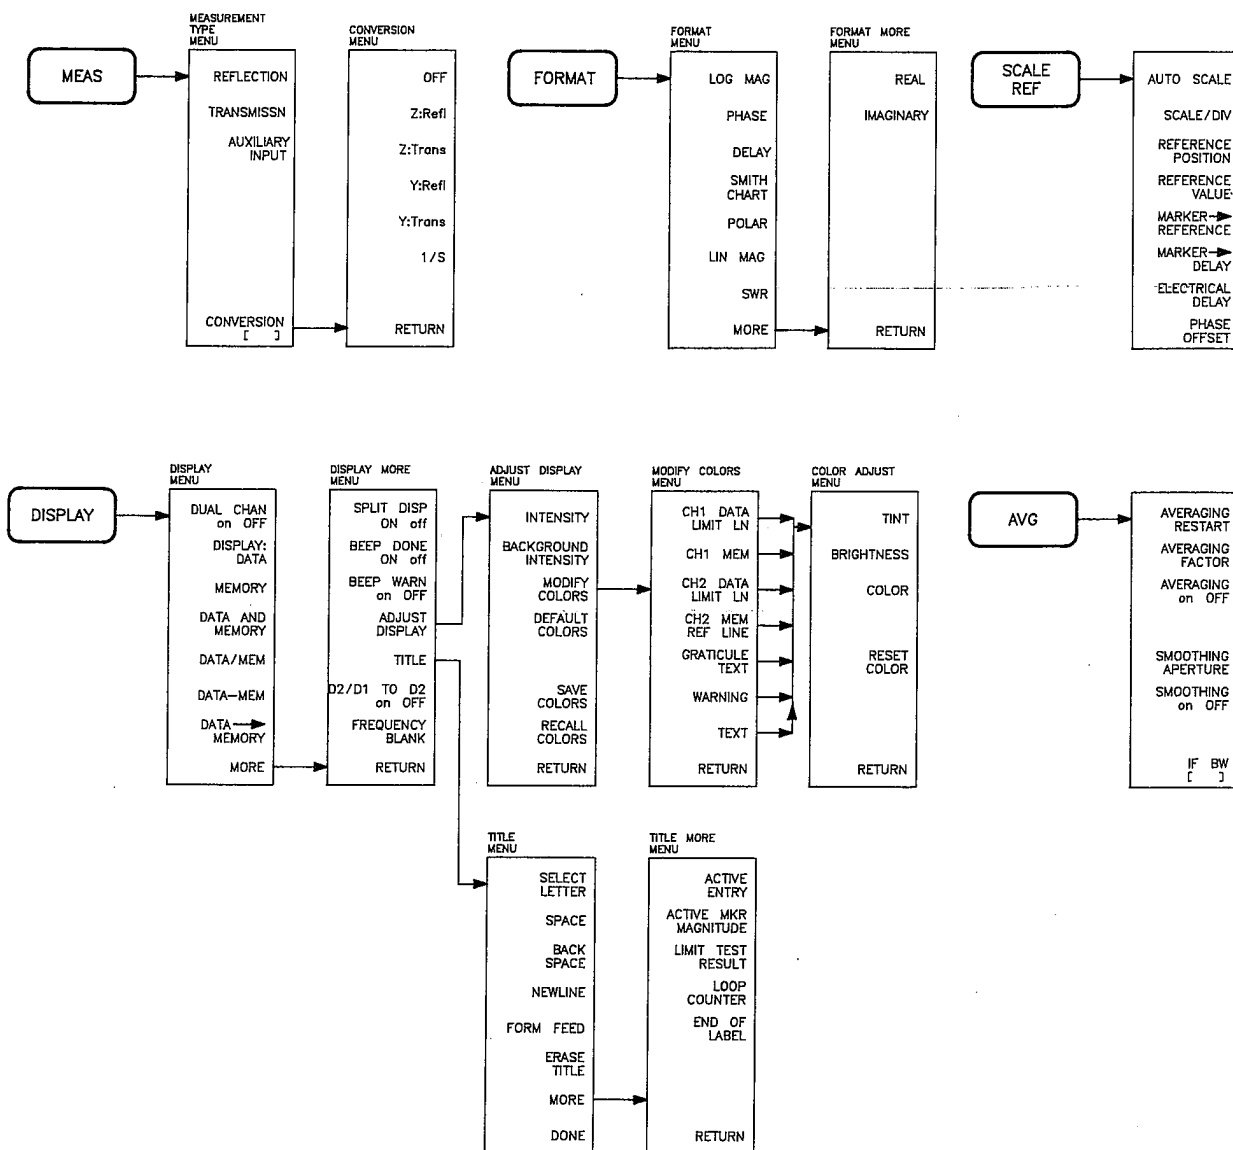 MEAS
MEASUREMENT
TYPE
MENU
REFLECTION
TRANSMISSN
AUXILIARY
INPUT
CONVERSION
[ ]
CONVERSION
MENU
OFF
Z:Refl
Z:Trans
Y:Refl
Y:Trans
1/S
RETURN
FORMAT
FORMAT
MENU
LOG MAG
PHASE
DELAY
SMITH
CHART
POLAR
LIN MAG
SWR
MORE
FORMAT MORE
MENU
REAL
IMAGINARY
RETURN
SCALE
REF
AUTO SCALE
SCALE/DIV
REFERENCE
POSITION
REFERENCE
VALUE
MARKER→
REFERENCE
MARKER→
DELAY
ELECTRICAL
DELAY
PHASE
OFFSET
DISPLAY
DISPLAY
MENU
DUAL CHAN
on OFF
DISPLAY:
DATA
MEMORY
DATA AND
MEMORY
DATA/MEM
DATA-MEM
DATA→
MEMORY
MORE
DISPLAY MORE
MENU
SPLIT DISP
ON off
BEEP DONE
ON off
BEEP WARN
on OFF
ADJUST
DISPLAY
TITLE
D2/D1 TO D2
on OFF
FREQUENCY
BLANK
RETURN
ADJUST DISPLAY
MENU
INTENSITY
BACKGROUND
INTENSITY
MODIFY
COLORS
DEFAULT
COLORS
SAVE
COLORS
RECALL
COLORS
RETURN
MODIFY COLORS
MENU
CH1 DATA
LIMIT LN
CH1 MEM
CH2 DATA
LIMIT LN
CH2 MEM
REF LINE
GRATICULE
TEXT
WARNING
TEXT
RETURN
COLOR ADJUST
MENU
TINT
BRIGHTNESS
COLOR
RESET
COLOR
RETURN
AVG
AVERAGING
RESTART
AVERAGING
FACTOR
AVERAGING
on OFF
SMOOTHING
APERTURE
SMOOTHING
on OFF
IF BW
[ ]
TITLE
MENU
SELECT
LETTER
SPACE
BACK
SPACE
NEWLINE
FORM FEED
ERASE
TITLE
MORE
DONE
TITLE MORE
MENU
ACTIVE
ENTRY
ACTIVE MKR
MAGNITUDE
LIMIT TEST
RESULT
LOOP
COUNTER
END OF
LABEL
RETURN